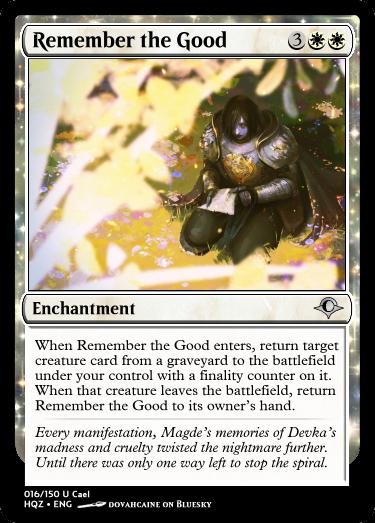 Remember the Good 3
Enchantment
When Remember the Good enters, return target
creature card from a graveyard to the battlefield
under your control with a finality counter on it.
When that creature leaves the battlefield, return
Remember the Good to its owner's hand.
Every manifestation, Magde's memories of Devka's
madness and cruelty twisted the nightmare further.
Until there was only one way left to stop the spiral.
016/150 U Cael
HQZ • ENG DOVAHCAINE ON BLUESKY